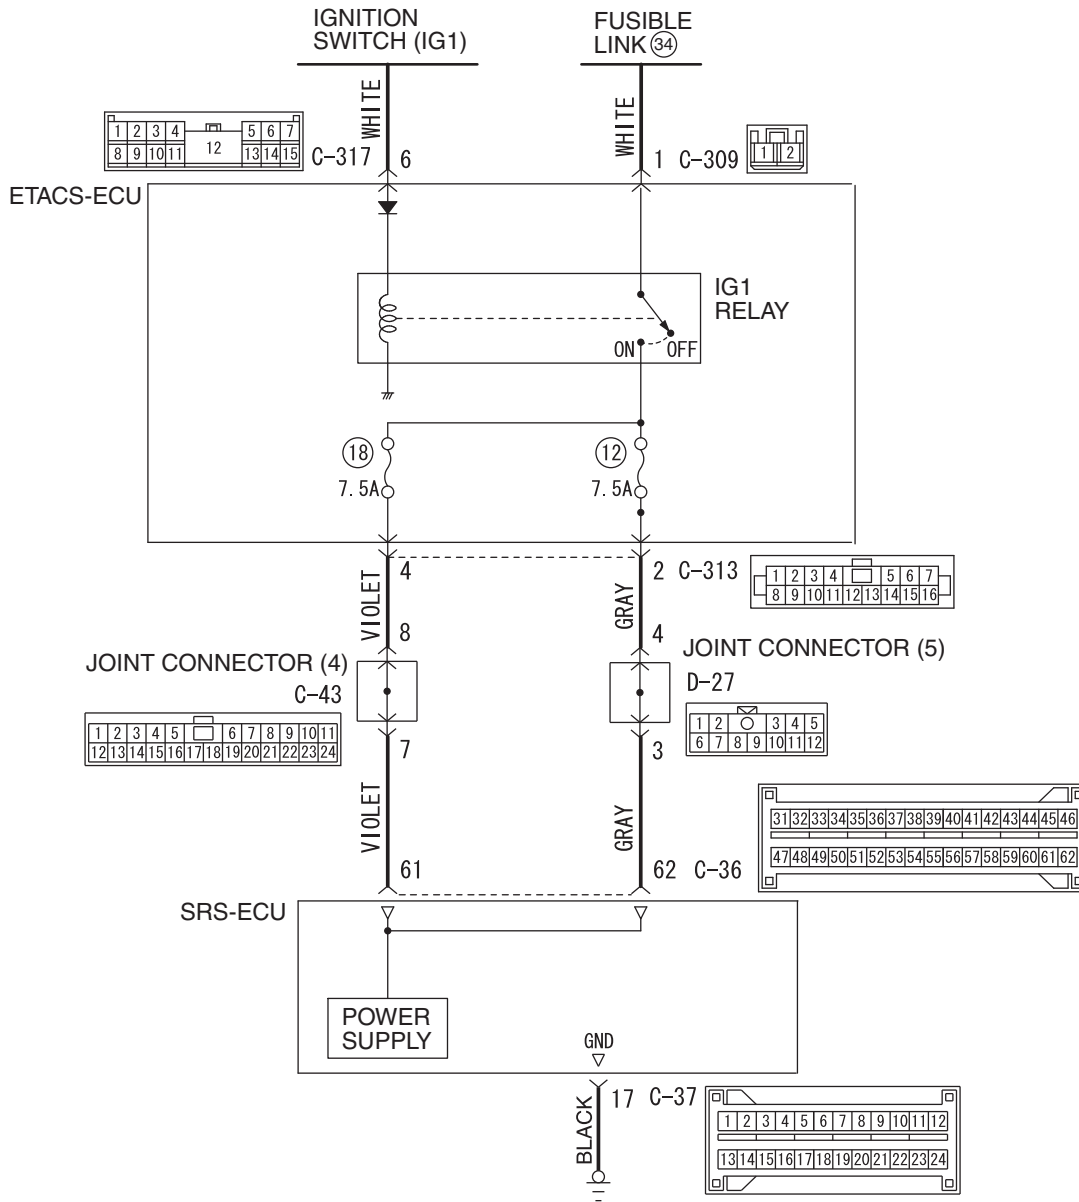 IGNITION
SWITCH (IG1)
FUSIBLE
LINK 34
WHITE
WHITE
1 2 3 4 5 6 7
8 9 10 11 12 13 14 15
C-317 6
1 C-309
1 2
ETACS-ECU
IG1
RELAY
ON OFF
18
7.5A
12
7.5A
4
2 C-313
1 2 3 4 5 6 7
8 9 10 11 12 13 14 15 16
VIOLET
GRAY
8
4
JOINT CONNECTOR (4)
C-43
JOINT CONNECTOR (5)
D-27
1 2 3 4 5 6 7 8 9 10 11
12 13 14 15 16 17 18 19 20 21 22 23 24
1 2 3 4 5
6 7 8 9 10 11 12
7
3
VIOLET
GRAY
31 32 33 34 35 36 37 38 39 40 41 42 43 44 45 46
47 48 49 50 51 52 53 54 55 56 57 58 59 60 61 62
61
62 C-36
SRS-ECU
POWER
SUPPLY
GND
17 C-37
BLACK
1 2 3 4 5 6 7 8 9 10 11 12
13 14 15 16 17 18 19 20 21 22 23 24